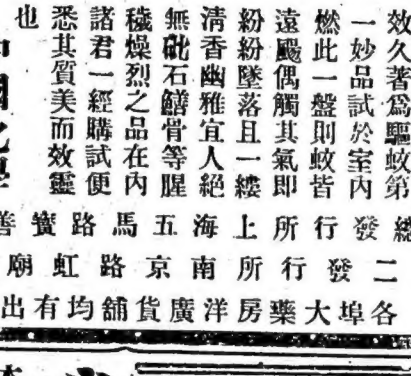 效久著爲驅蚊第
一妙品試於室內
燃此一盤則蚊皆
遠颺偶觸其氣即
紛紛墜落且一縷
清香幽雅宜人絕
無砒石鱔骨等腥
穢燥烈之品在內
諸君一經購試便
悉其質美而效靈
也
總發行所上海五馬路寶善
二發行所南京路虹廟
各埠大藥房洋廣貨舖均有出